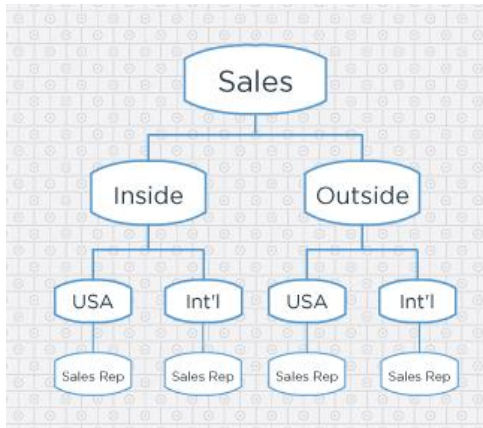 Sales
Inside
Outside
USA
Int'l
USA
Int'l
Sales Rep
Sales Rep
Sales Rep
Sales Rep